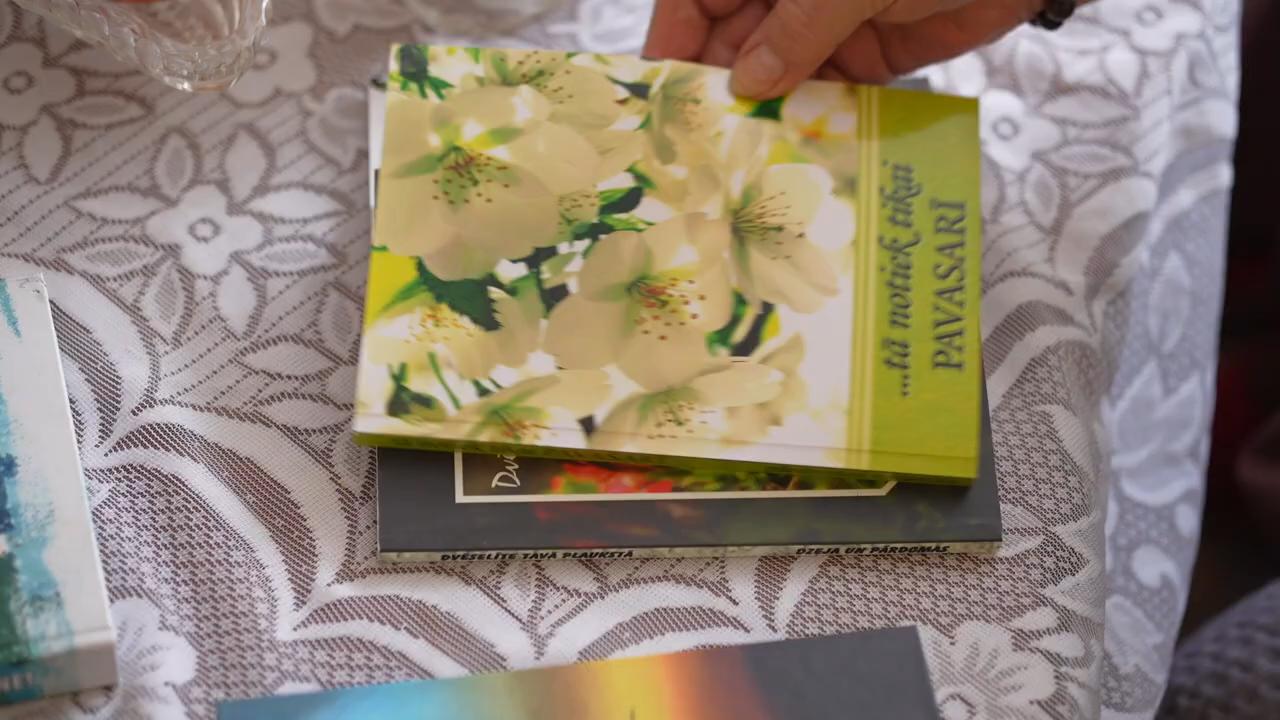 ...tā notiek tikai
PAVASARĪ
DVĒSELĪTE TAVĀ PLAUKSTĀ
DZEJA UN PĀRDOMAS